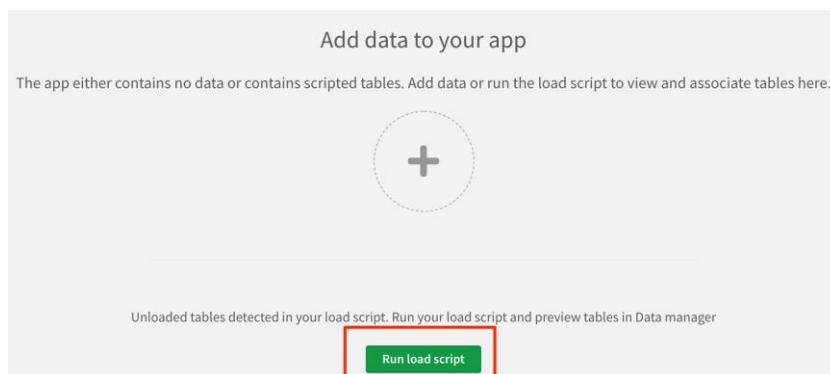 Add data to your app
The app either contains no data or contains scripted tables. Add data or run the load script to view and associate tables here.
Unloaded tables detected in your load script. Run your load script and preview tables in Data manager
Run load script